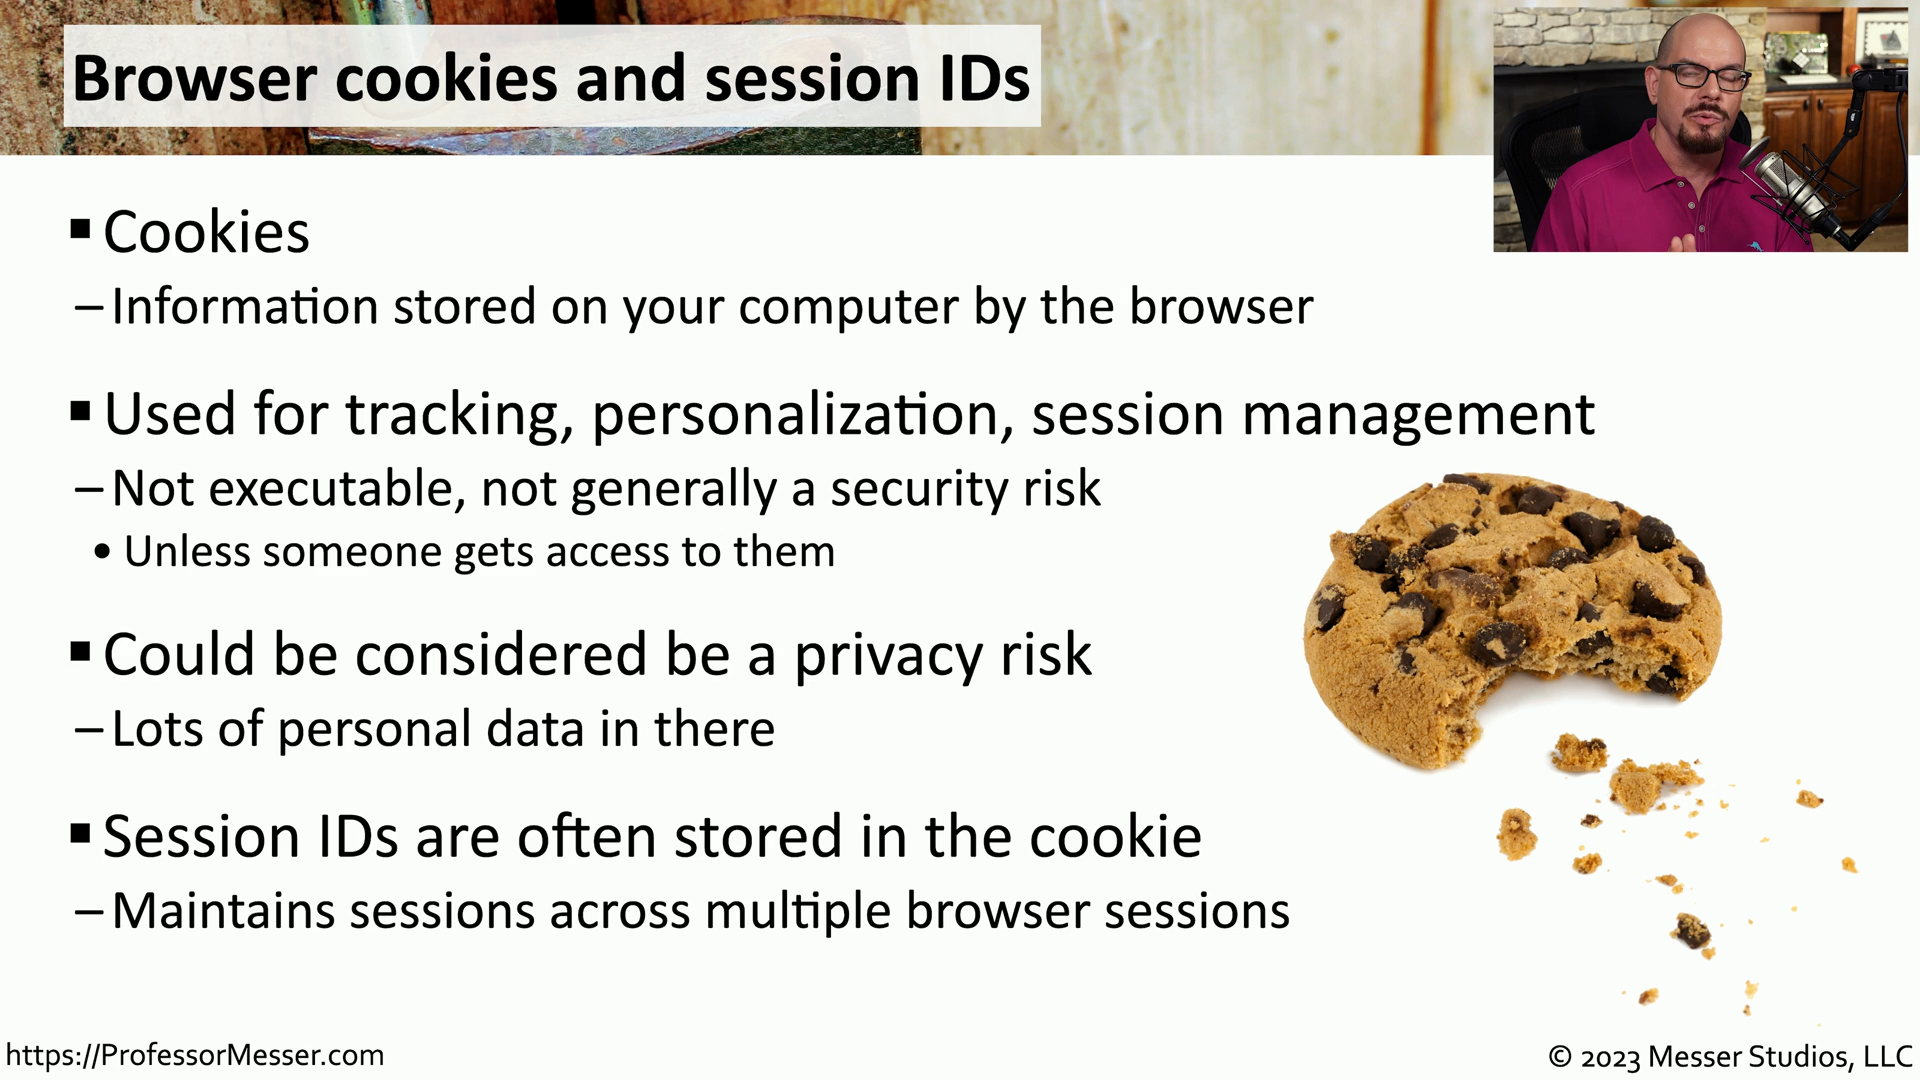 Browser cookies and session IDs
▪ Cookies
– Information stored on your computer by the browser
▪ Used for tracking, personalization, session management
– Not executable, not generally a security risk
• Unless someone gets access to them
▪ Could be considered be a privacy risk
– Lots of personal data in there
▪ Session IDs are often stored in the cookie
– Maintains sessions across multiple browser sessions
https://ProfessorMesser.com
© 2023 Messer Studios, LLC